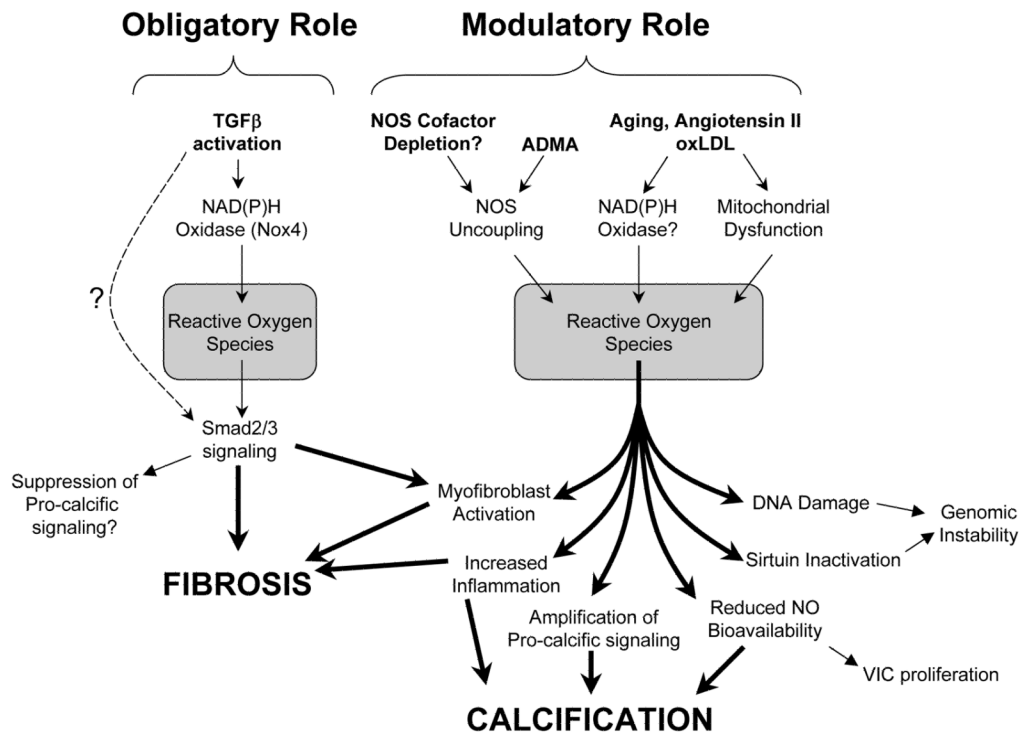 Obligatory Role
Modulatory Role
TGFβ
activation
NOS Cofactor
Depletion?
ADMA
Aging, Angiotensin II
oxLDL
NAD(P)H
Oxidase (Nox4)
NOS
Uncoupling
NAD(P)H
Oxidase?
Mitochondrial
Dysfunction
?
Reactive Oxygen
Species
Reactive Oxygen
Species
Smad2/3
signaling
Suppression of
Pro-calcific
signaling?
Myofibroblast
Activation
DNA Damage
Genomic
Instability
Sirtuin Inactivation
FIBROSIS
Increased
Inflammation
Amplification of
Pro-calcific signaling
Reduced NO
Bioavailability
VIC proliferation
CALCIFICATION